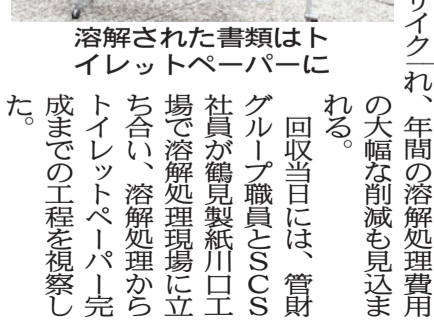 溶解された書類はト
イレットペーパーに
サイク
れ、年間の溶解処理費用
の大幅な削減も見込ま
れる。
回収当日には、管財
グループ職員とSCS
社員が鶴見製紙川口工
場で溶解処理現場に立
ち合い、溶解処理から
トイレットペーパー完
成までの工程を視察し
た。